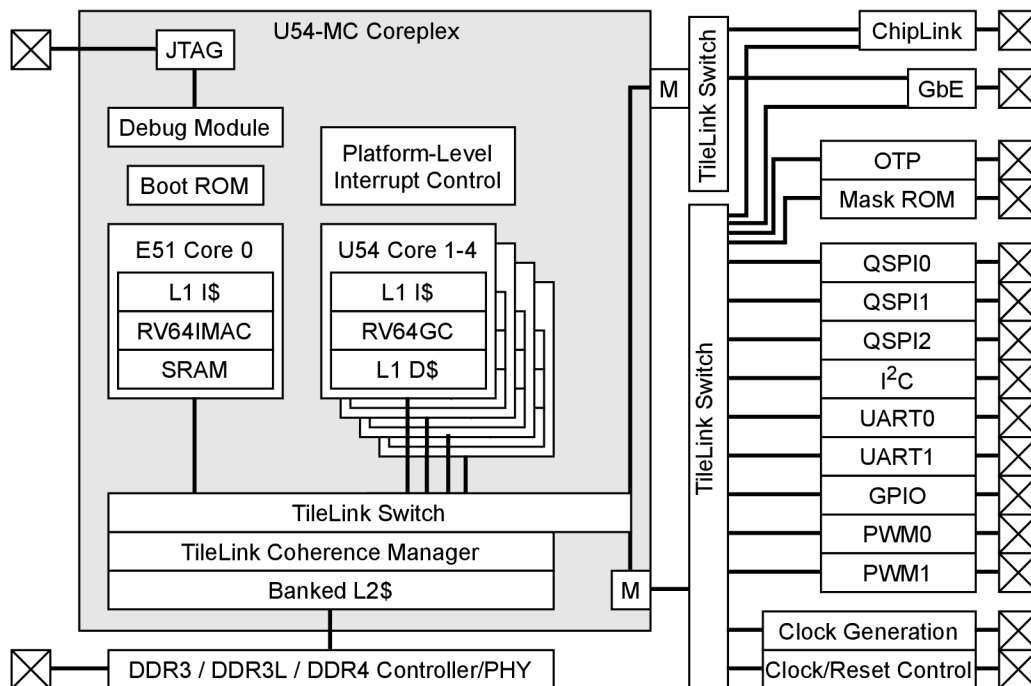 U54-MC Coreplex
JTAG
Debug Module
Boot ROM
Platform-Level
Interrupt Control
E51 Core 0
L1 I$
RV64IMAC
SRAM
U54 Core 1-4
L1 I$
RV64GC
L1 D$
TileLink Switch
TileLink Coherence Manager
Banked L2$
DDR3 / DDR3L / DDR4 Controller/PHY
M
M
TileLink Switch
TileLink Switch
ChipLink
GbE
OTP
Mask ROM
QSPI0
QSPI1
QSPI2
I²C
UART0
UART1
GPIO
PWM0
PWM1
Clock Generation
Clock/Reset Control